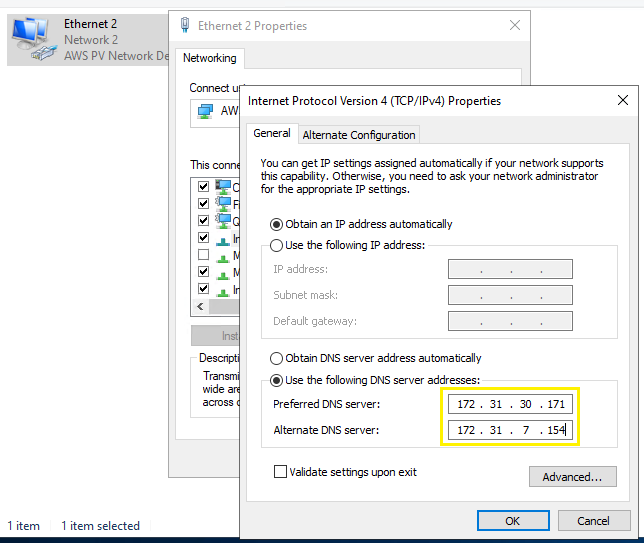 Ethernet 2
Network 2
AWS PV Network De
Ethernet 2 Properties
Networking
Connect
AW
This conne
C
Fi
Q
In
M
M
In
Insta
Descripti
Transmi
wide are
across
Internet Protocol Version 4 (TCP/IPv4) Properties
General
Alternate Configuration
You can get IP settings assigned automatically if your network supports
this capability. Otherwise, you need to ask your network administrator
for the appropriate IP settings.
Obtain an IP address automatically
Use the following IP address:
IP address:
Subnet mask:
Default gateway:
Obtain DNS server address automatically
Use the following DNS server addresses:
Preferred DNS server: 172 . 31 . 30 . 171
Alternate DNS server: 172 . 31 . 7 . 154
Validate settings upon exit
Advanced...
OK
Cancel
1 item
1 item selected